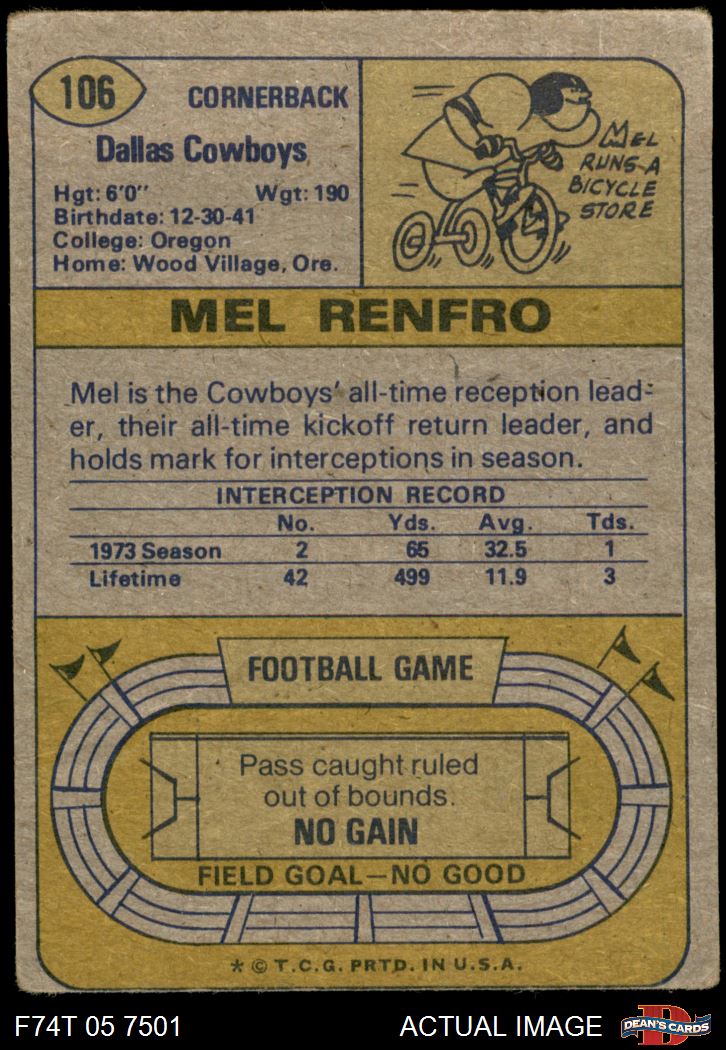 106
CORNERBACK
Dallas Cowboys
Hgt: 6'0" Wgt: 190
Birthdate: 12-30-41
College: Oregon
Home: Wood Village, Ore.
MEL
RUNS A
BICYCLE
STORE
MEL RENFRO
Mel is the Cowboys' all-time reception lead-
er, their all-time kickoff return leader, and
holds mark for interceptions in season.
INTERCEPTION RECORD
No. Yds. Avg. Tds.
1973 Season 2 65 32.5 1
Lifetime 42 499 11.9 3
FOOTBALL GAME
Pass caught ruled
out of bounds.
NO GAIN
FIELD GOAL—NO GOOD
* © T.C.G. PRTD. IN U.S.A.
F74T 05 7501 ACTUAL IMAGE
D
DEAN'S CARDS